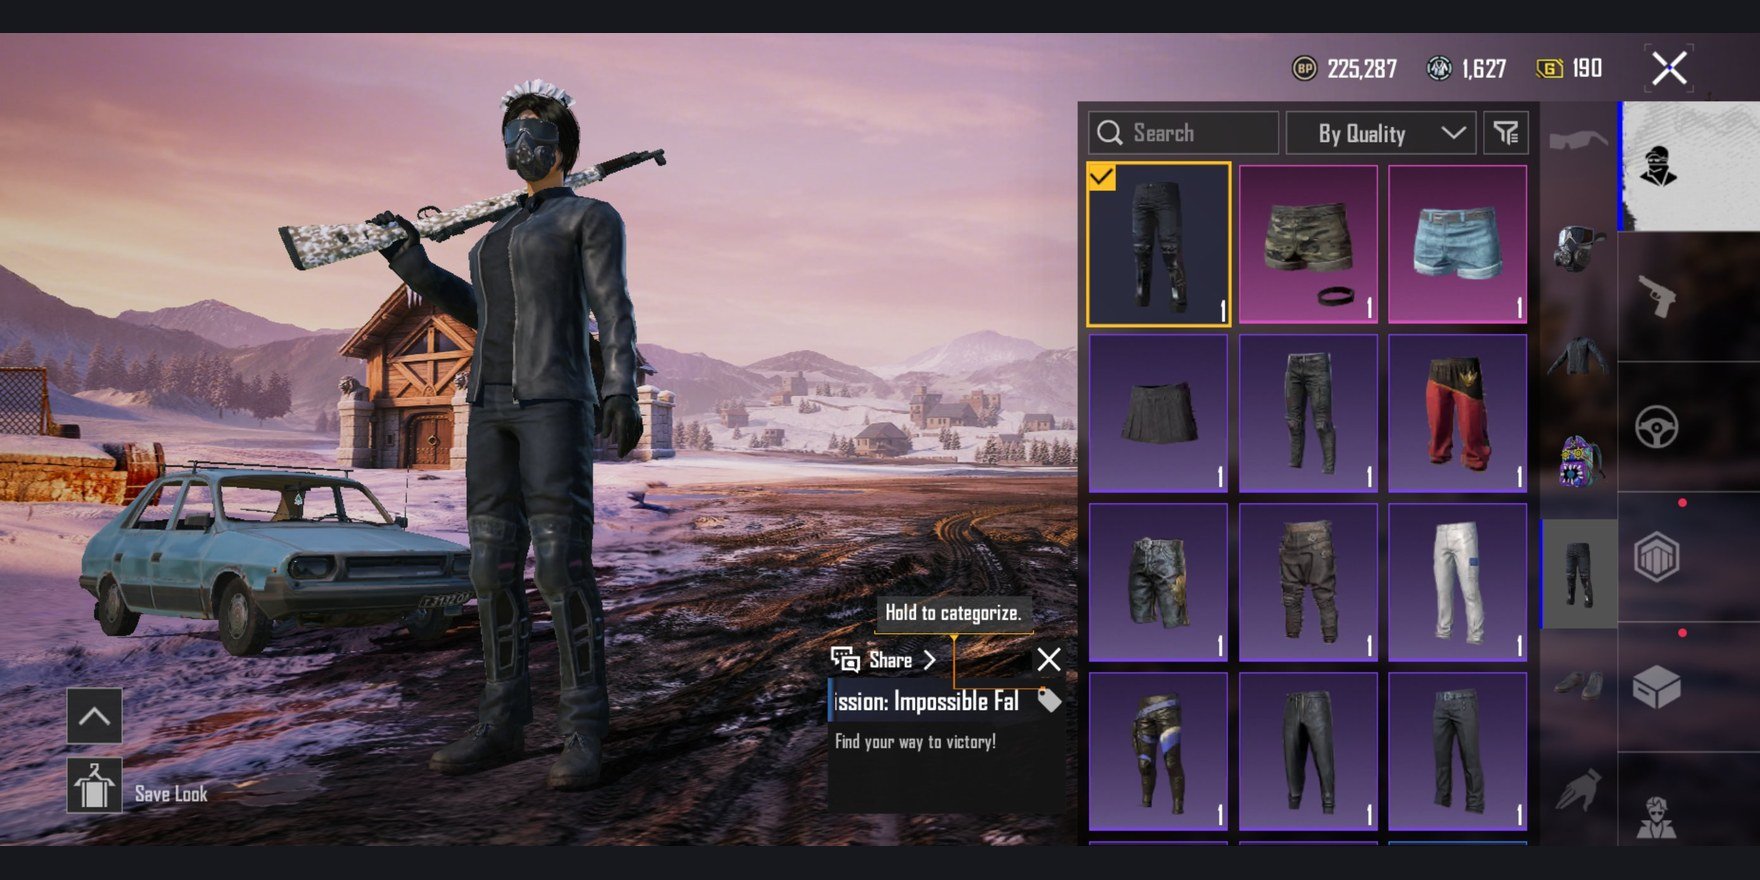 BP 225,287 1,627 G 190
Search
By Quality
1 1 1
1 1 1
1 1 1
1 1 1
Hold to categorize.
Share
ission: Impossible Fal
Find your way to victory!
Save Look